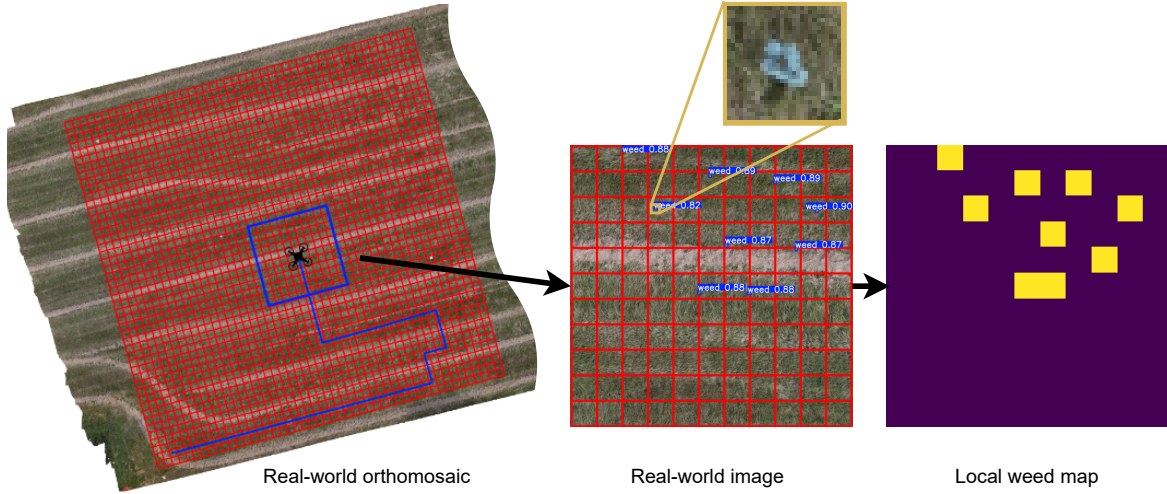 weed 0.88
weed 0.89
weed 0.89
weed 0.82
weed 0.90
weed 0.87
weed 0.87
weed 0.88
weed 0.88
Real-world orthomosaic
Real-world image
Local weed map